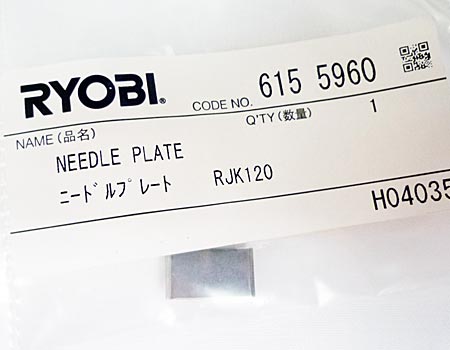 RYOBI®
CODE NO. 615 5960
NAME (品名)
Q'TY (数量) 1
NEEDLE PLATE
ニードルプレート RJK120
H04035